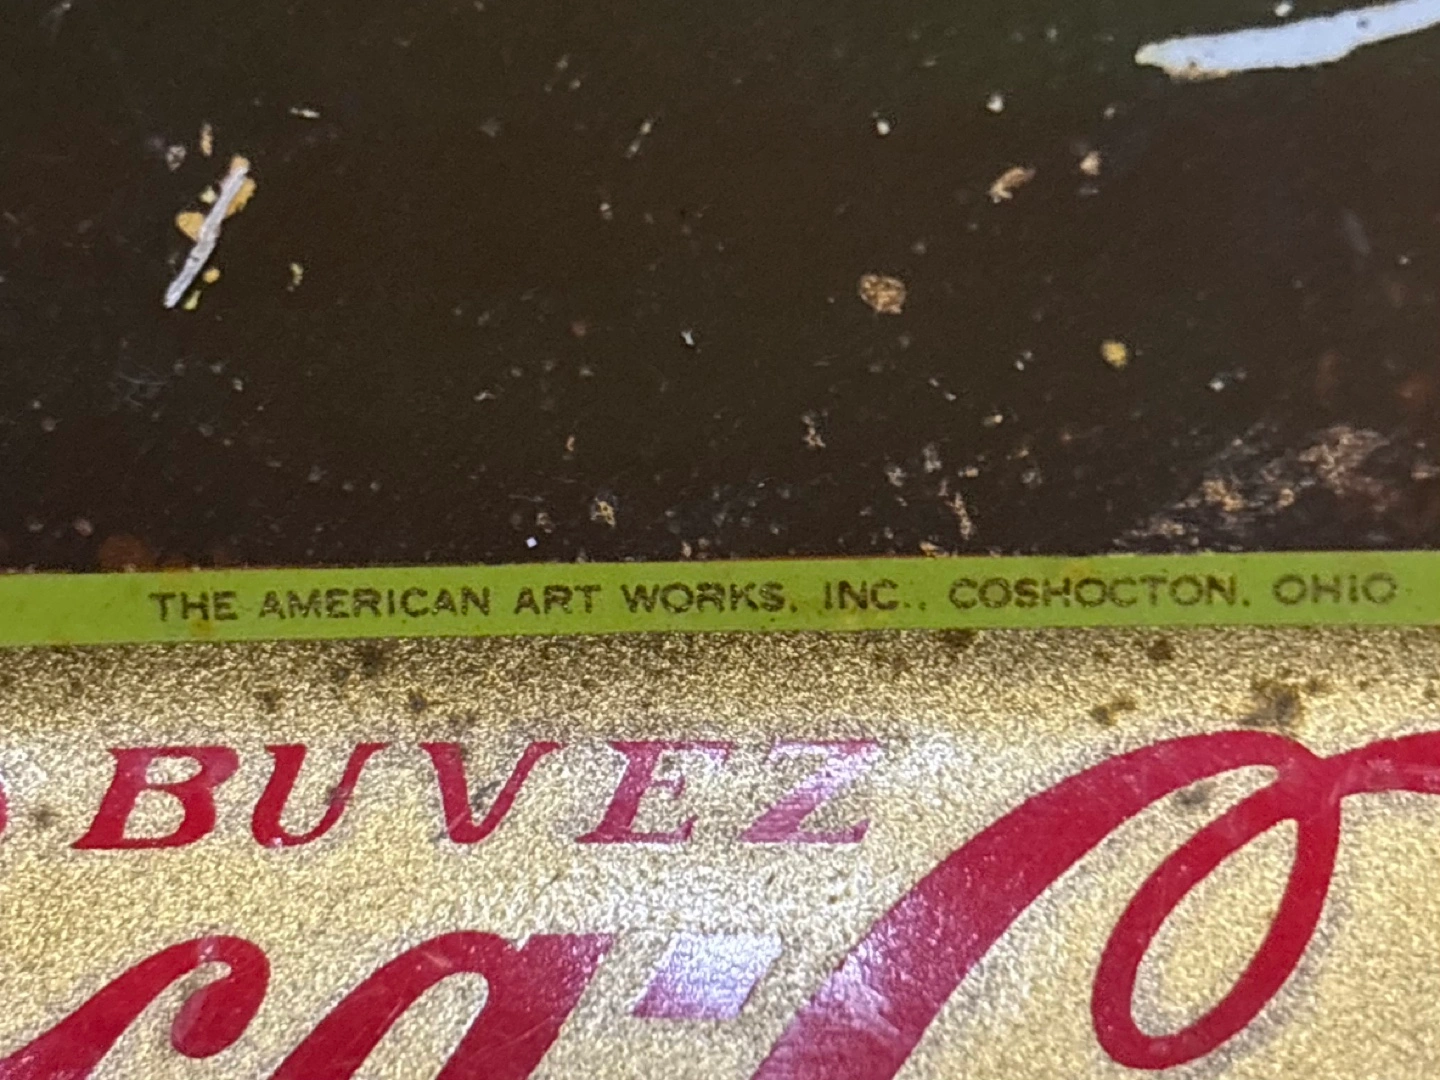 THE AMERICAN ART WORKS, INC., COSHOCTON, OHIO
BUVEZ